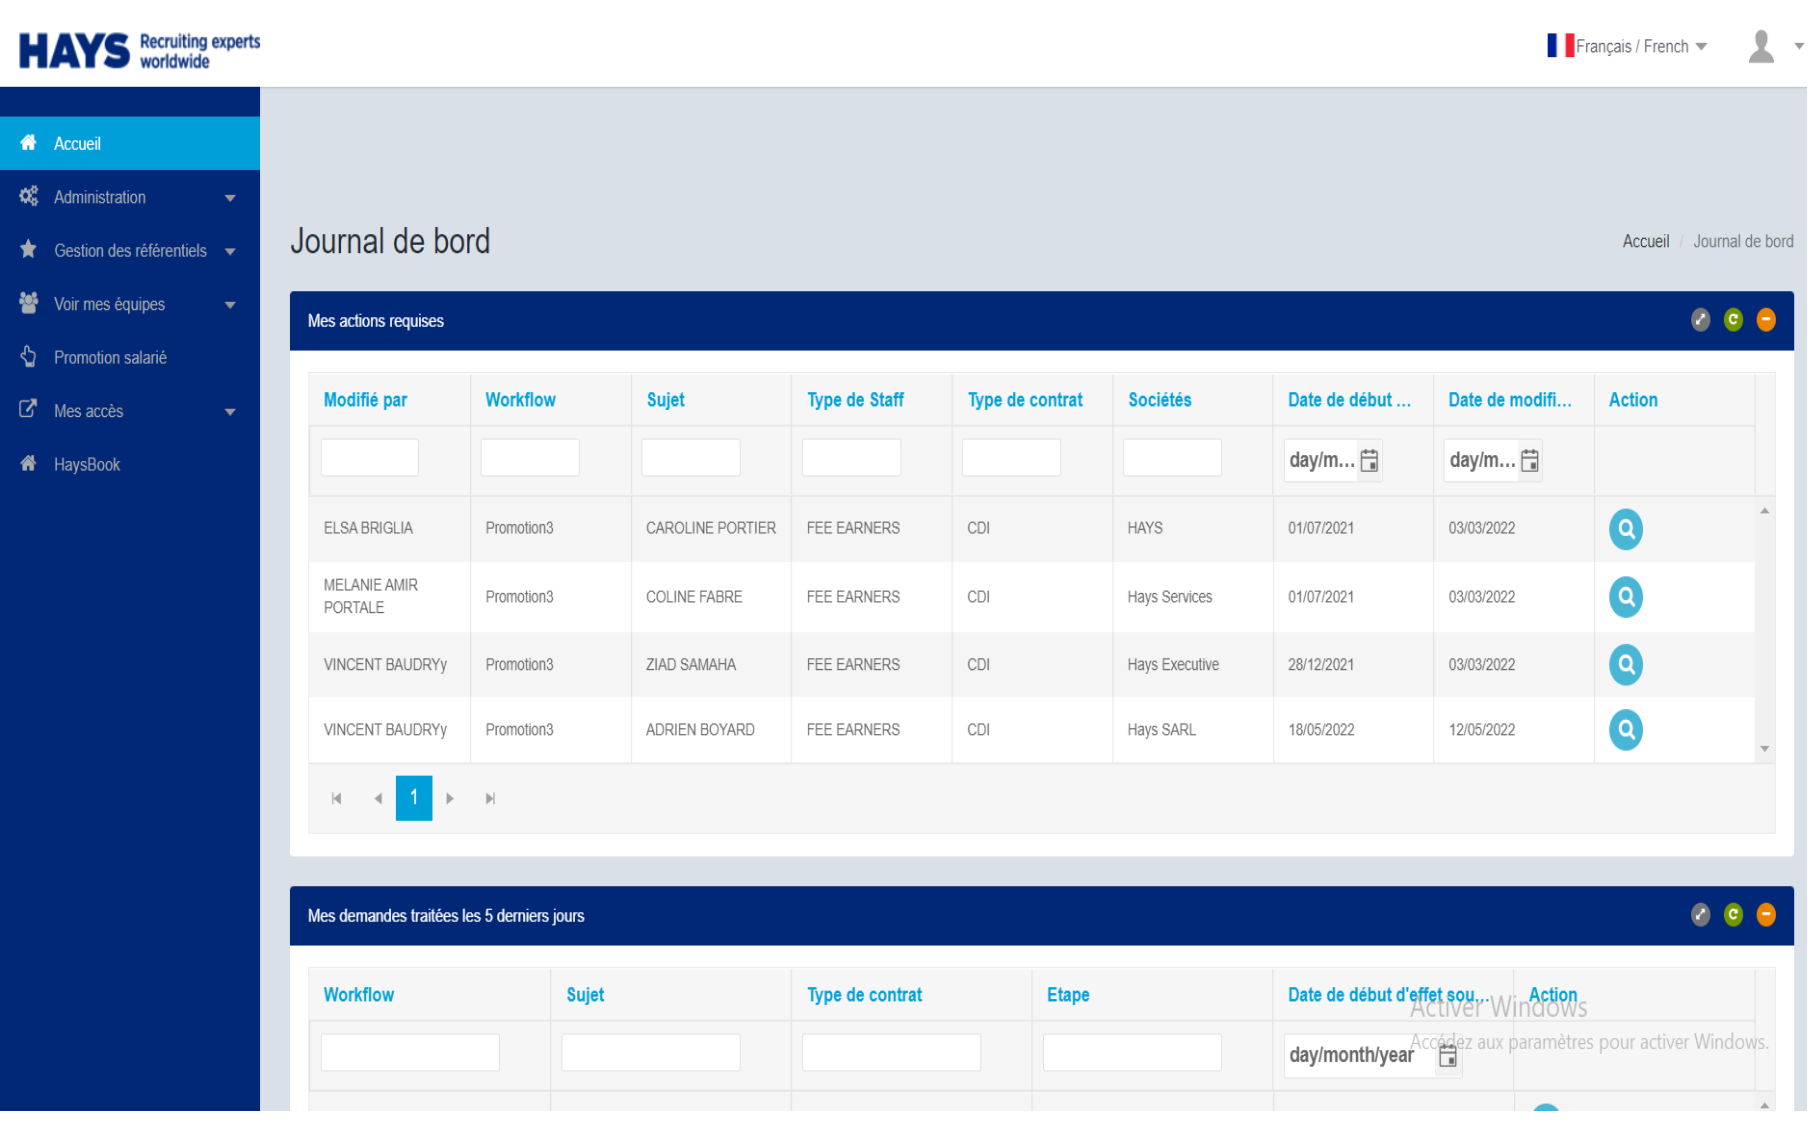 HAYS Recruiting experts
worldwide
Français / French
Accueil
Administration
Gestion des référentiels
Voir mes équipes
Promotion salarié
Mes accès
HaysBook
Journal de bord
Accueil / Journal de bord
Mes actions requises
Modifié par Workflow Sujet Type de Staff Type de contrat Sociétés Date de début ... Date de modifi... Action
day/m... day/m...
ELSA BRIGLIA Promotion3 CAROLINE PORTIER FEE EARNERS CDI HAYS 01/07/2021 03/03/2022
MELANIE AMIR
PORTALE Promotion3 COLINE FABRE FEE EARNERS CDI Hays Services 01/07/2021 03/03/2022
VINCENT BAUDRYy Promotion3 ZIAD SAMAHA FEE EARNERS CDI Hays Executive 28/12/2021 03/03/2022
VINCENT BAUDRYy Promotion3 ADRIEN BOYARD FEE EARNERS CDI Hays SARL 18/05/2022 12/05/2022
1
Mes demandes traitées les 5 derniers jours
Workflow Sujet Type de contrat Etape Date de début d'effet sou... Action
day/month/year
Activer Windows
Accédez aux paramètres pour activer Windows.